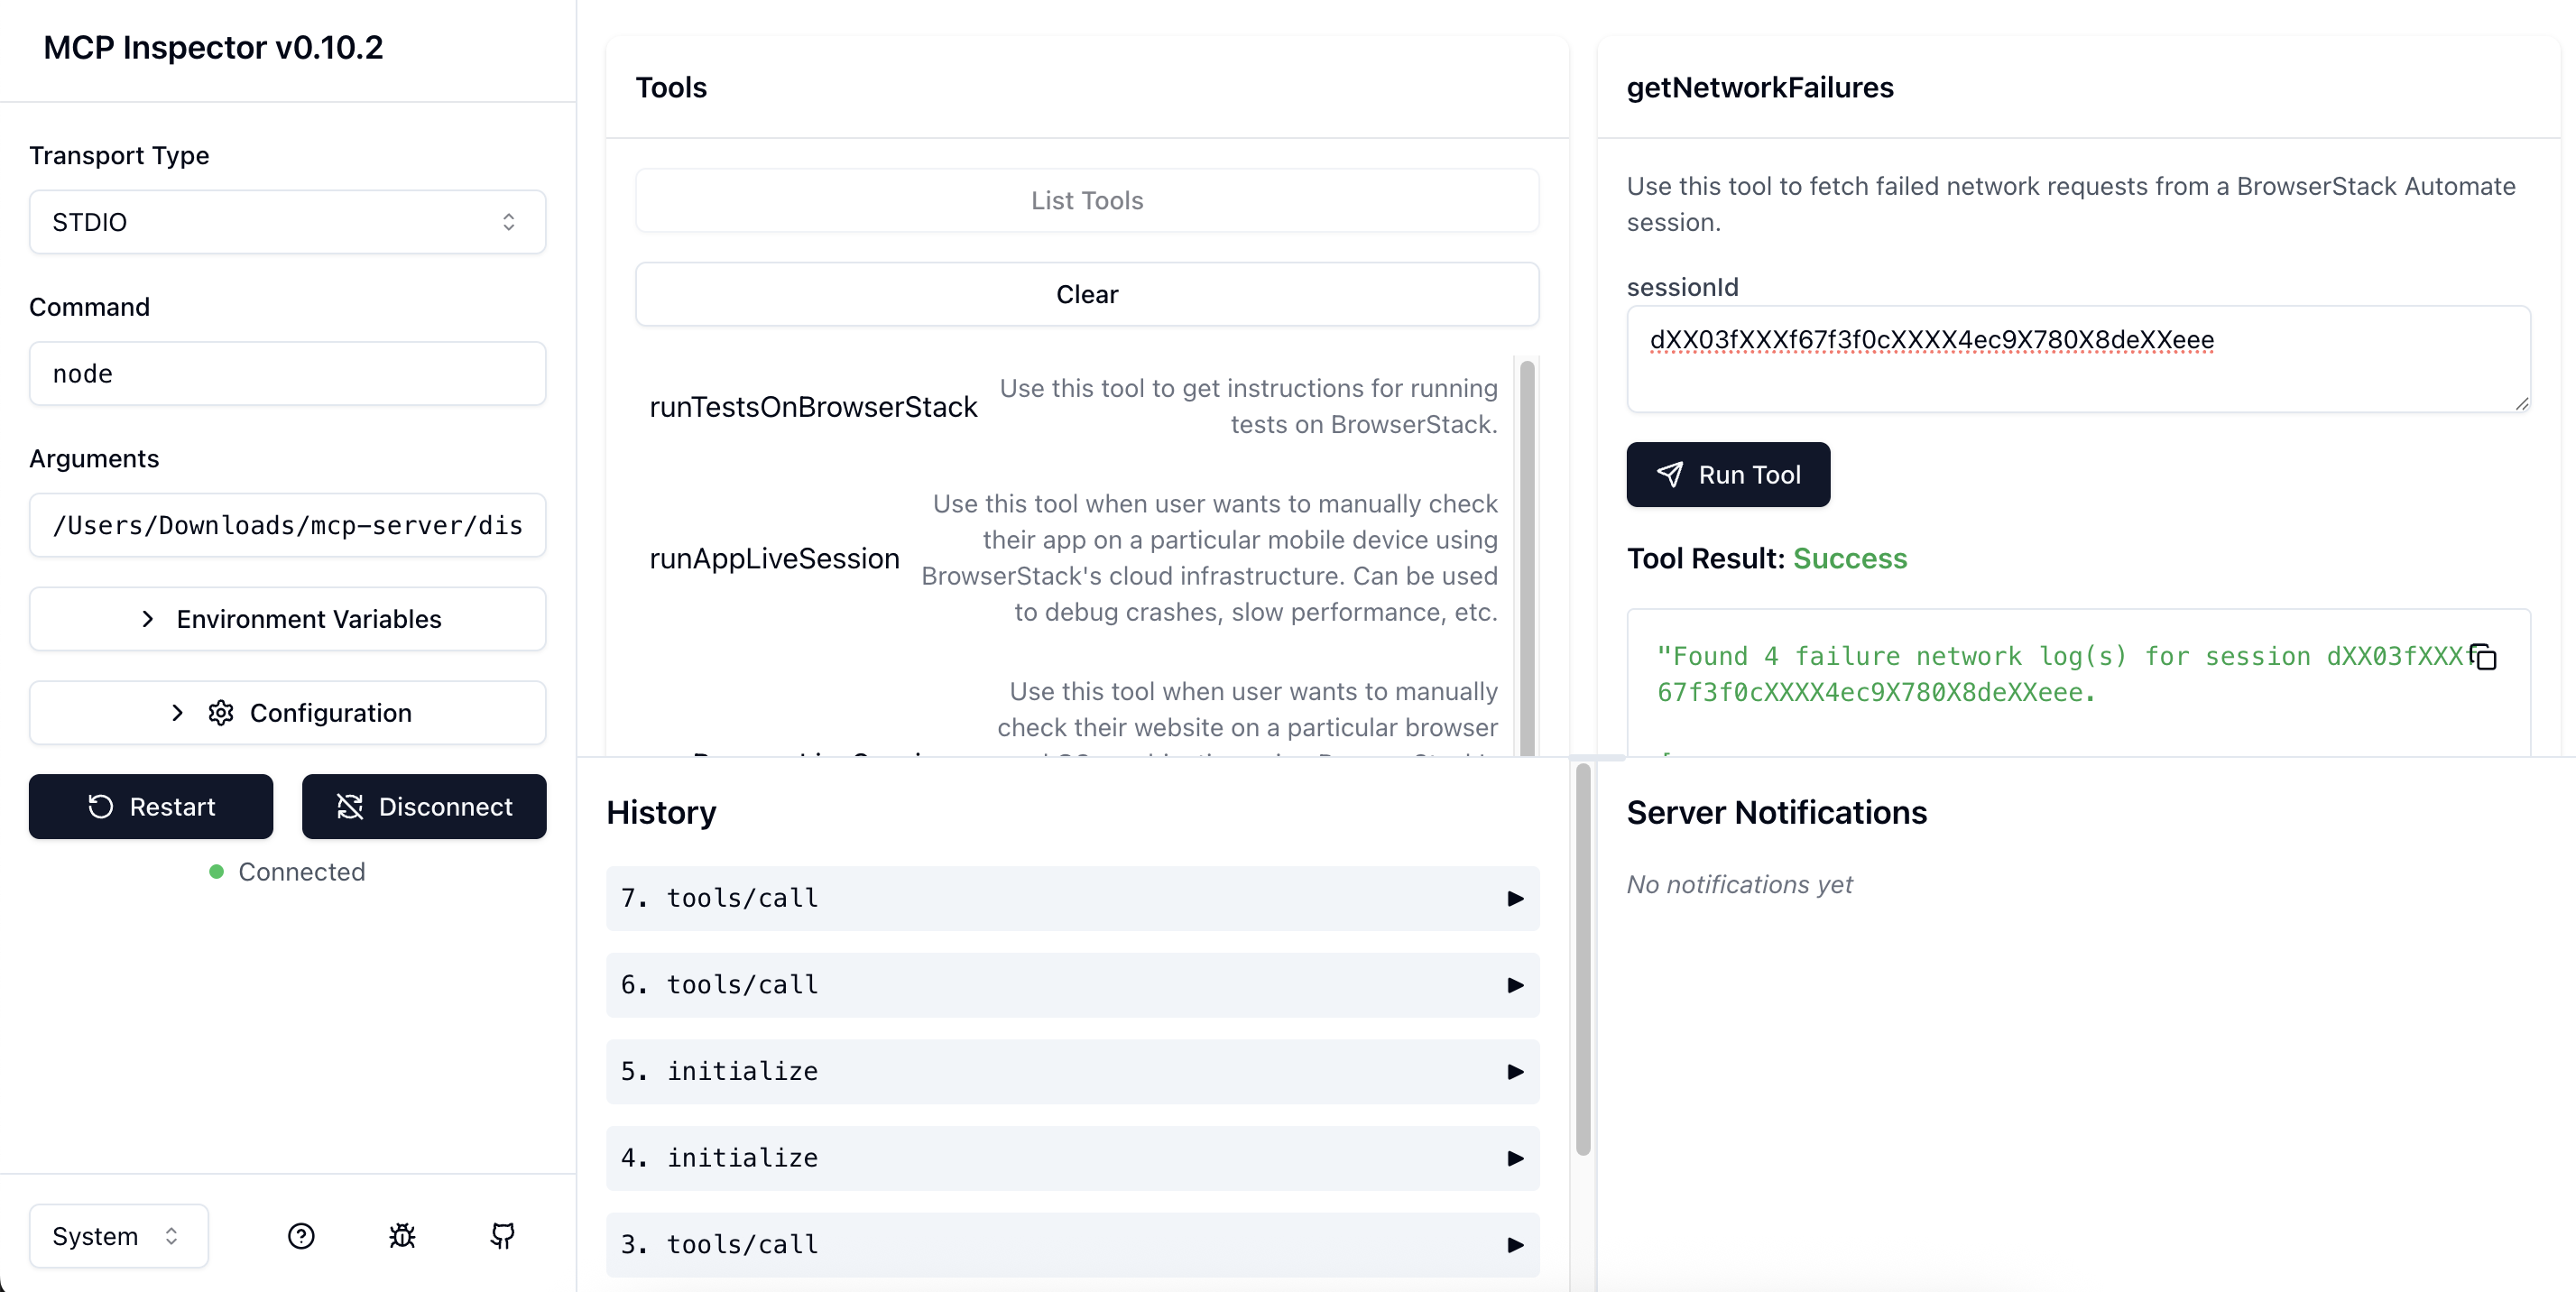 MCP Inspector v0.10.2
Transport Type
STDIO
Command
node
Arguments
/Users/Downloads/mcp-server/dis
Environment Variables
Configuration
Restart
Disconnect
Connected
System
Tools
List Tools
Clear
runTestsOnBrowserStack
Use this tool to get instructions for running
tests on BrowserStack.
runAppLiveSession
Use this tool when user wants to manually check
their app on a particular mobile device using
BrowserStack's cloud infrastructure. Can be used
to debug crashes, slow performance, etc.
Use this tool when user wants to manually
check their website on a particular browser
getNetworkFailures
Use this tool to fetch failed network requests from a BrowserStack Automate
session.
sessionId
dXX03fXXXf67f3f0cXXXX4ec9X780X8deXXeee
Run Tool
Tool Result: Success
"Found 4 failure network log(s) for session dXX03fXXXf
67f3f0cXXXX4ec9X780X8deXXeee.
History
7. tools/call
6. tools/call
5. initialize
4. initialize
3. tools/call
Server Notifications
No notifications yet